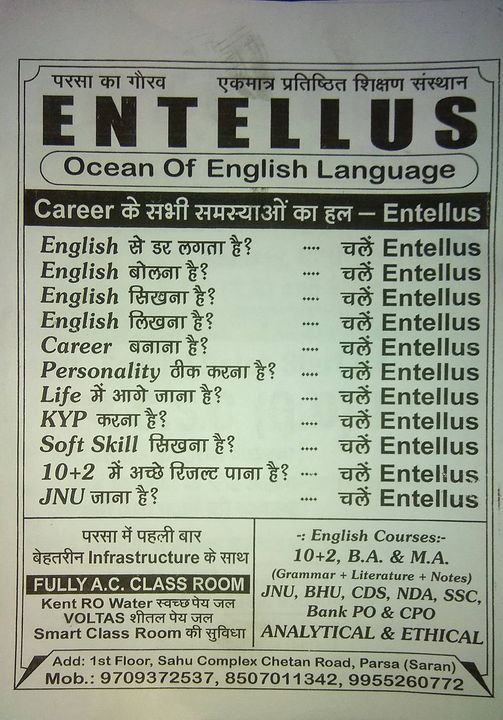 परसा का गौरव एकमात्र प्रतिष्ठित शिक्षण संस्थान
ENTELLUS
Ocean Of English Language
Career के सभी समस्याओं का हल – Entellus
English से डर लगता है? .... चलें Entellus
English बोलना है? .... चलें Entellus
English सिखना है? .... चलें Entellus
English लिखना है? .... चलें Entellus
Career बनाना है? .... चलें Entellus
Personality ठीक करना है? .... चलें Entellus
Life में आगे जाना है? .... चलें Entellus
KYP करना है? .... चलें Entellus
Soft Skill सिखना है? .... चलें Entellus
10+2 में अच्छे रिजल्ट पाना है? .... चलें Entellus
JNU जाना है? .... चलें Entellus
परसा में पहली बार
बेहतरीन Infrastructure के साथ
FULLY A.C. CLASS ROOM
Kent RO Water स्वच्छ पेय जल
VOLTAS शीतल पेय जल
Smart Class Room की सुविधा
-: English Courses:-
10+2, B.A. & M.A.
(Grammar + Literature + Notes)
JNU, BHU, CDS, NDA, SSC,
Bank PO & CPO
ANALYTICAL & ETHICAL
Add: 1st Floor, Sahu Complex Chetan Road, Parsa (Saran)
Mob.: 9709372537, 8507011342, 9955260772